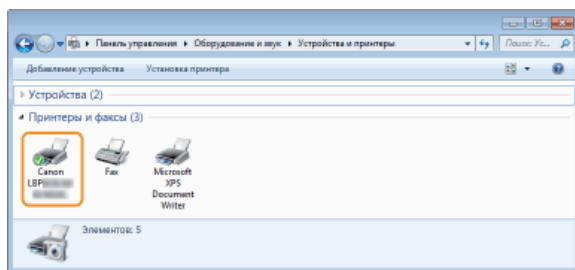 Панель управления ▸ Оборудование и звук ▸ Устройства и принтеры
Поиск: Ус...
Добавление устройства Установка принтера
Устройства (2)
Принтеры и факсы (3)
Canon
LBP
Fax
Microsoft
XPS
Document
Writer
Элементов: 5